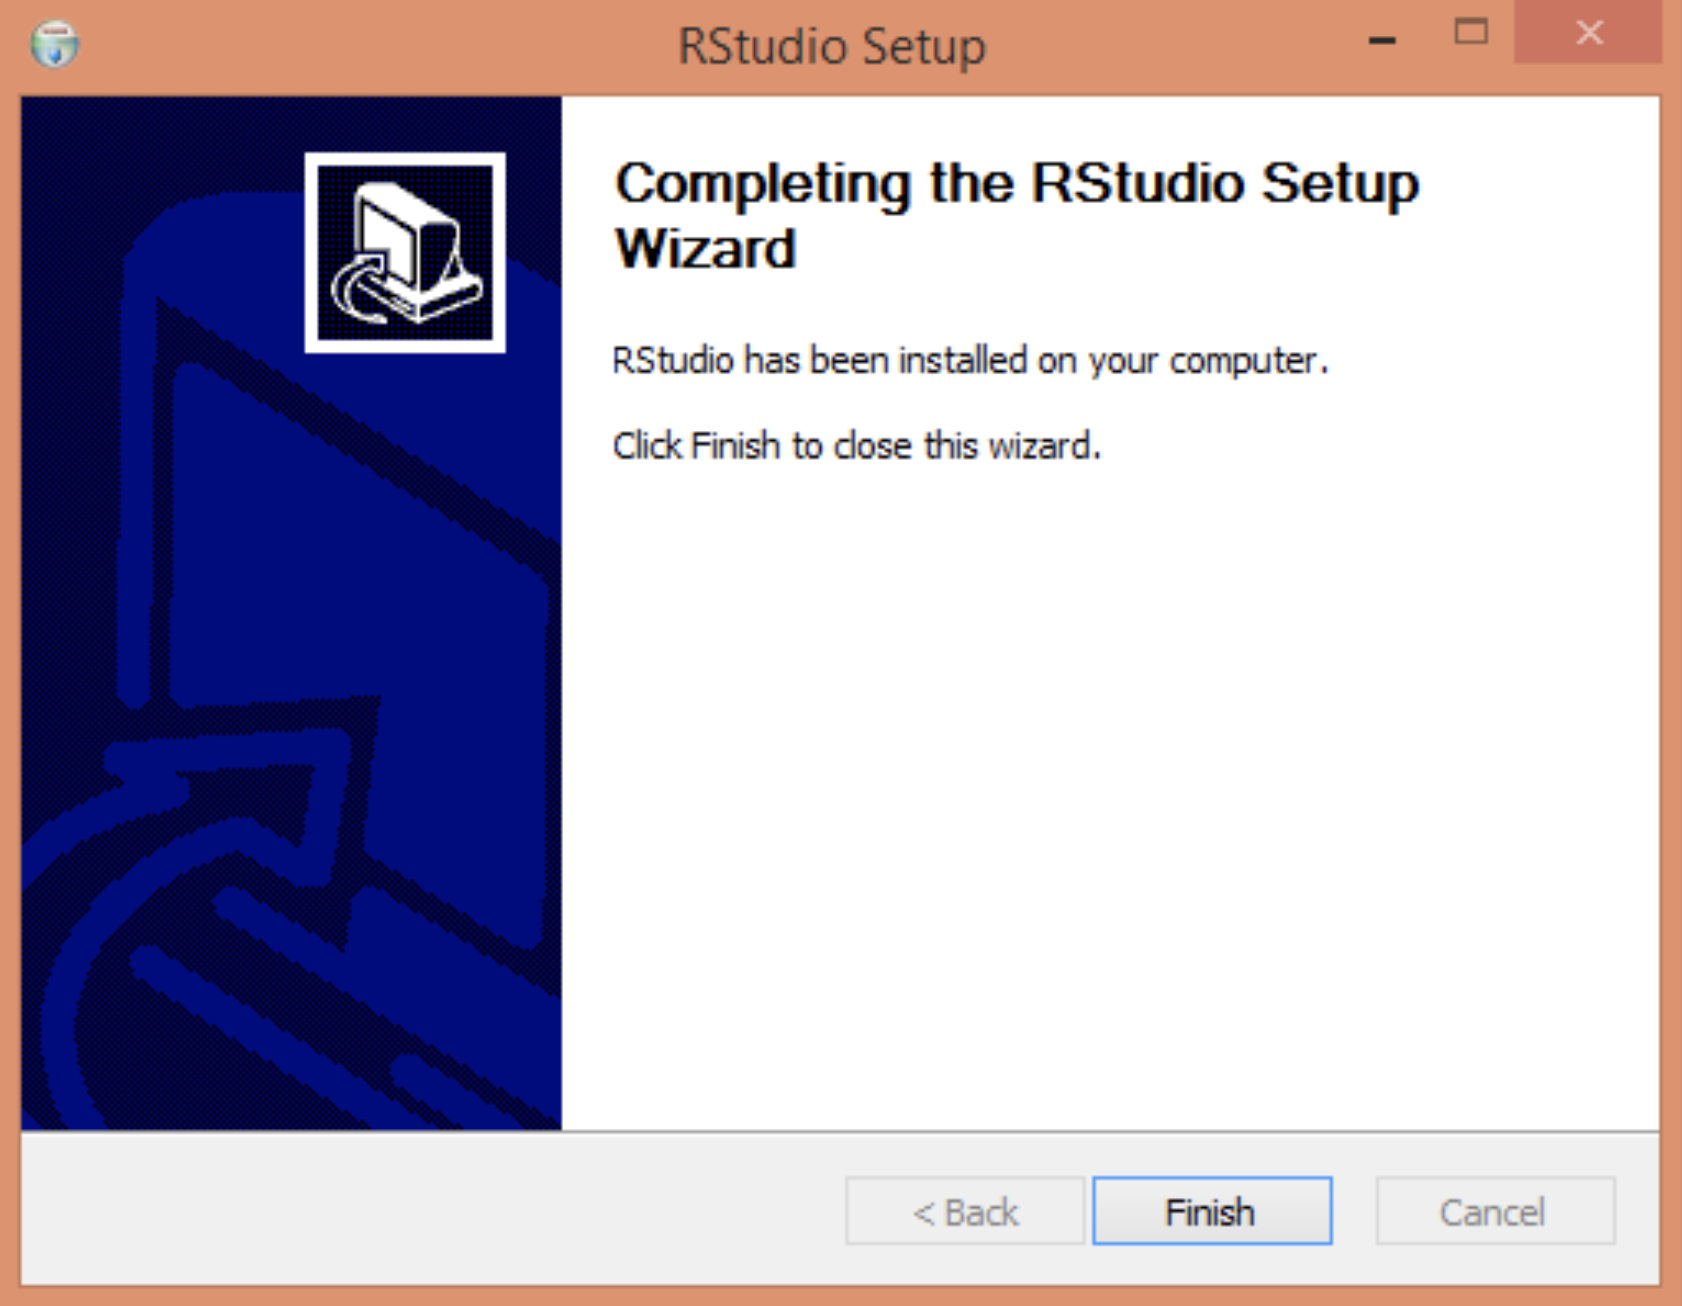 RStudio Setup
Completing the RStudio Setup
Wizard
RStudio has been installed on your computer.
Click Finish to close this wizard.
< Back
Finish
Cancel